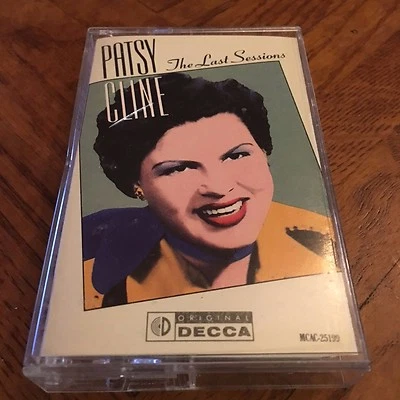 PATSY
CLINE
The Last Sessions
ORIGINAL
DECCA
MCAC-25199